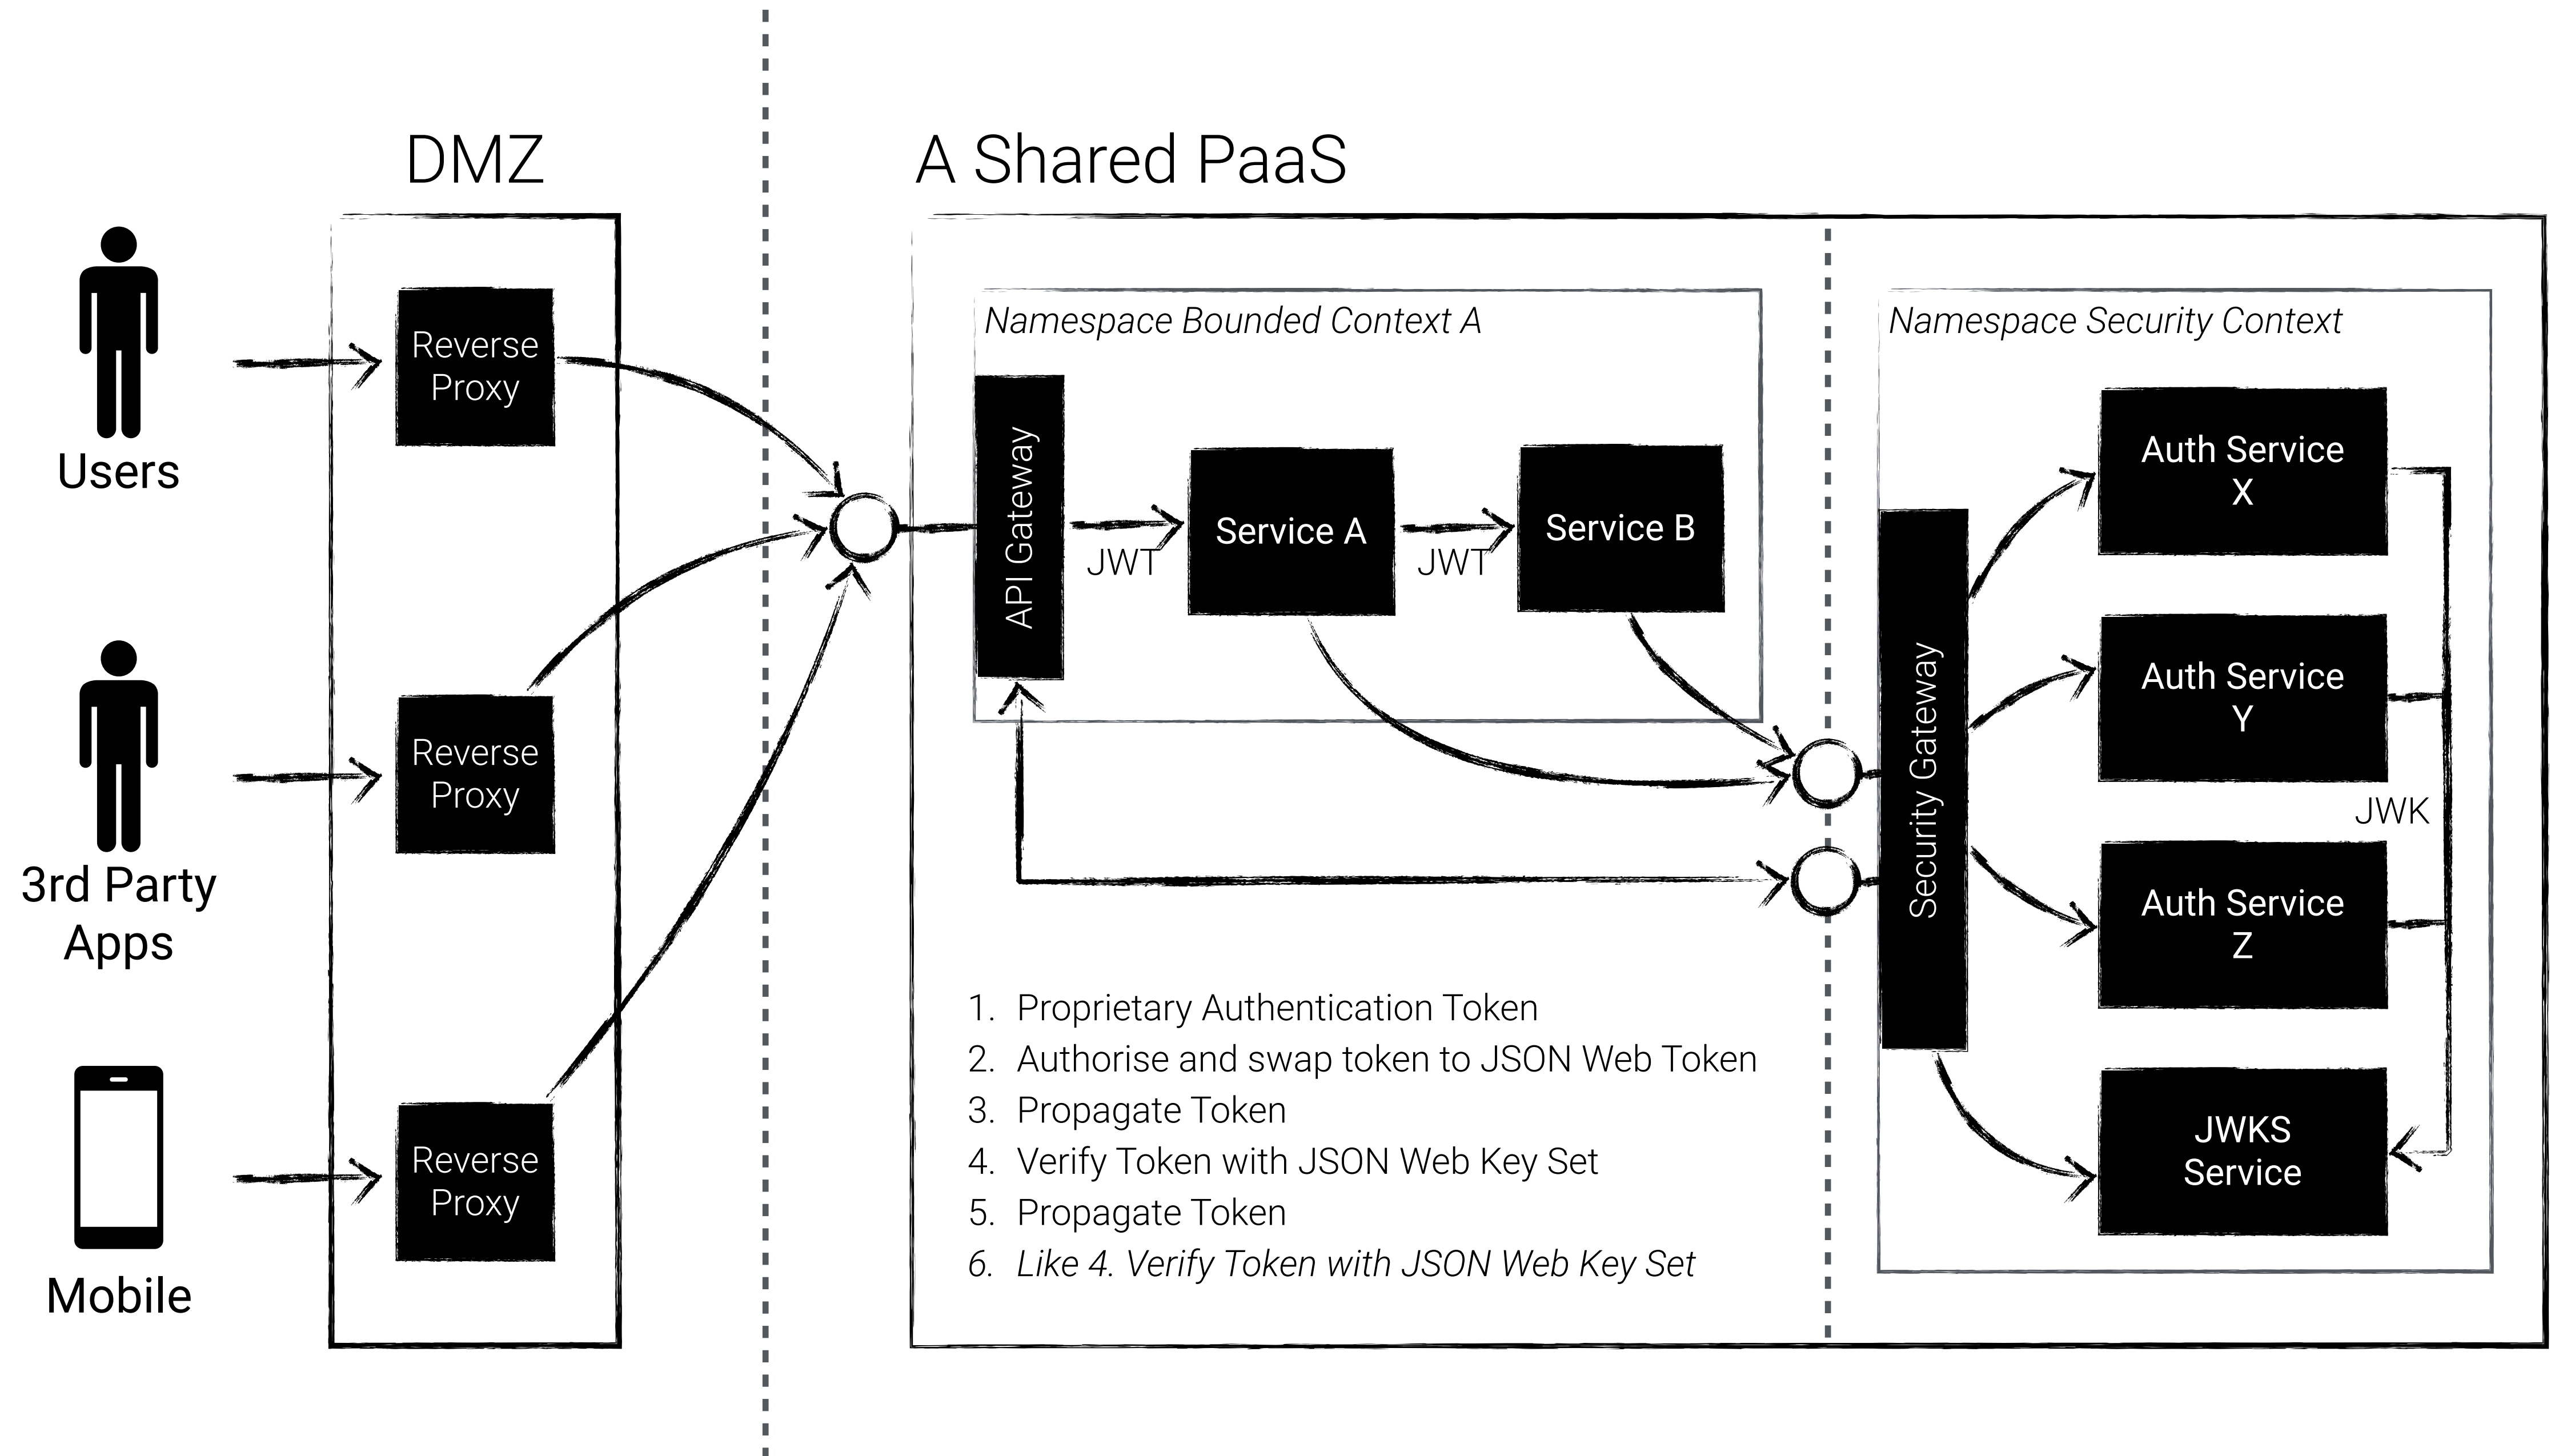 DMZ
A Shared PaaS
Users
3rd Party
Apps
Mobile
Reverse
Proxy
Reverse
Proxy
Reverse
Proxy
Namespace Bounded Context A
API Gateway
JWT
Service A
JWT
Service B
1. Proprietary Authentication Token
2. Authorise and swap token to JSON Web Token
3. Propagate Token
4. Verify Token with JSON Web Key Set
5. Propagate Token
6. Like 4. Verify Token with JSON Web Key Set
Namespace Security Context
Security Gateway
Auth Service
X
Auth Service
Y
JWK
Auth Service
Z
JWKS
Service